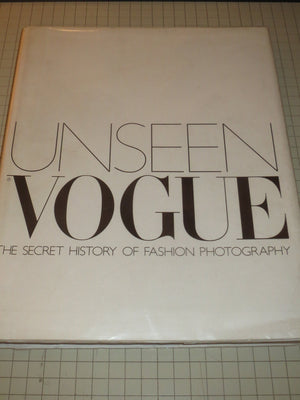 UNSEEN
VOGUE
THE SECRET HISTORY OF FASHION PHOTOGRAPHY